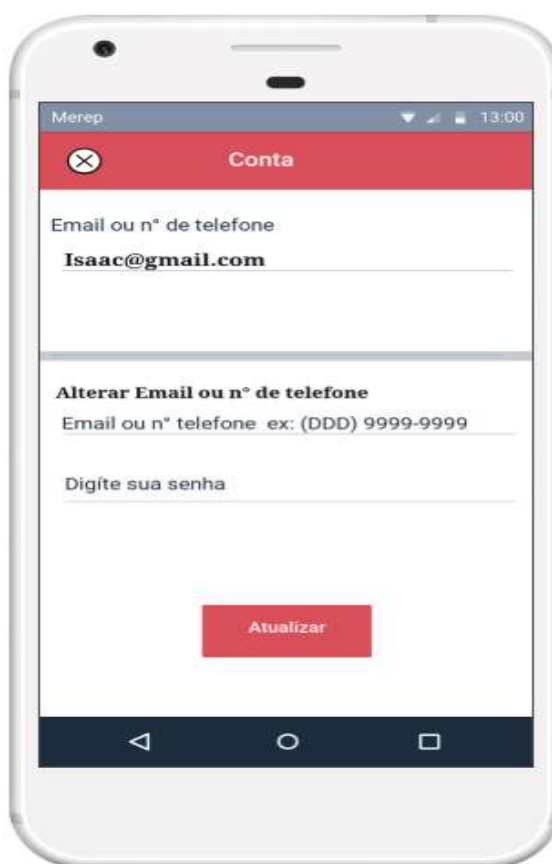 Merep 13:00
Conta
Email ou n° de telefone
Isaac@gmail.com
Alterar Email ou n° de telefone
Email ou n° telefone ex: (DDD) 9999-9999
Digíte sua senha
Atualizar